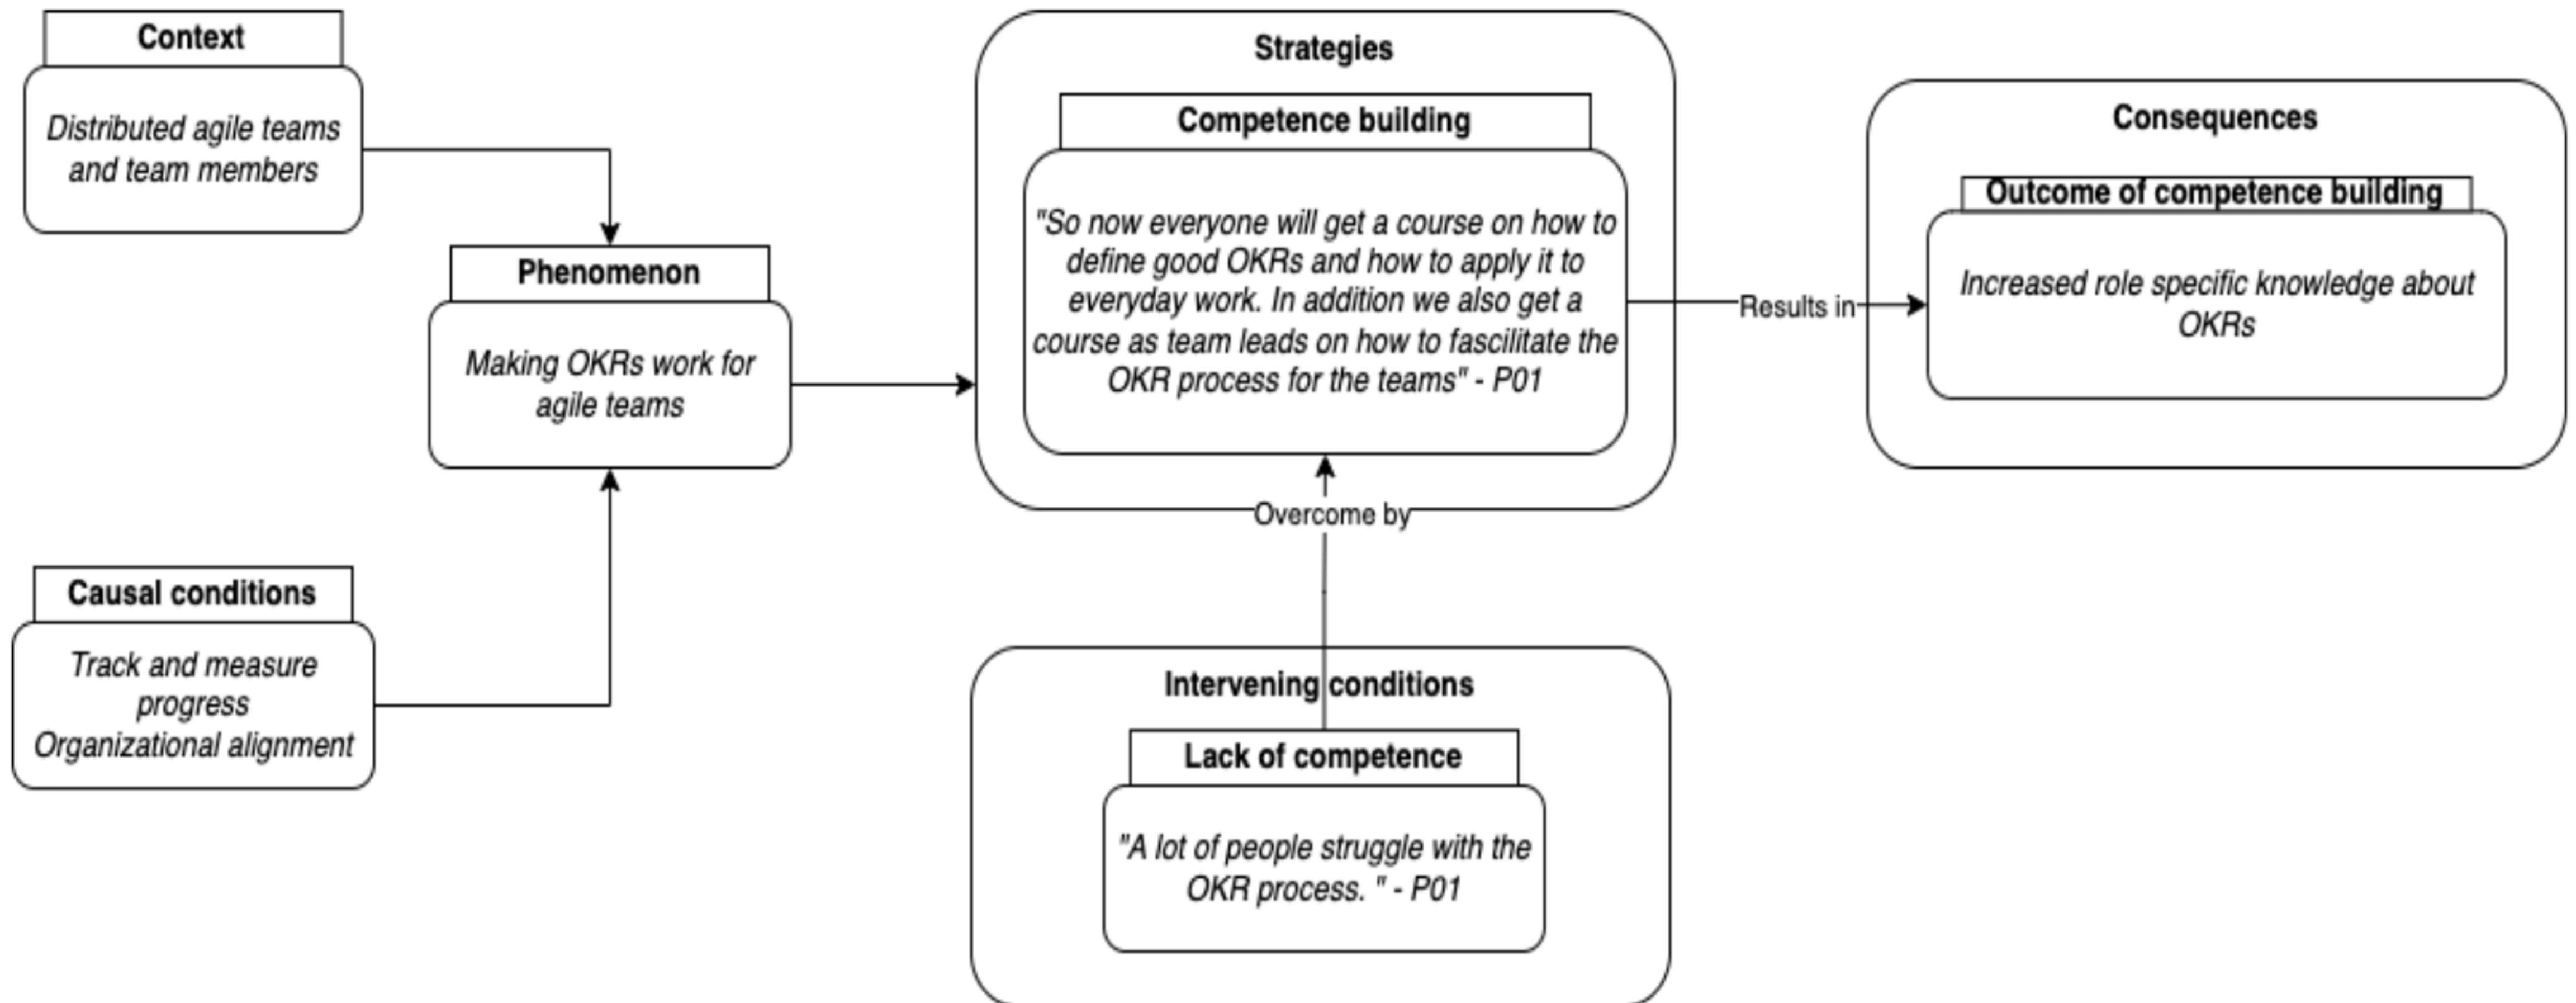 Context
Distributed agile teams
and team members
Phenomenon
Making OKRs work for
agile teams
Causal conditions
Track and measure
progress
Organizational alignment
Strategies
Competence building
"So now everyone will get a course on how to
define good OKRs and how to apply it to
everyday work. In addition we also get a
course as team leads on how to fascilitate the
OKR process for the teams" - P01
Overcome by
Intervening conditions
Lack of competence
"A lot of people struggle with the
OKR process. " - P01
Results in
Consequences
Outcome of competence building
Increased role specific knowledge about
OKRs